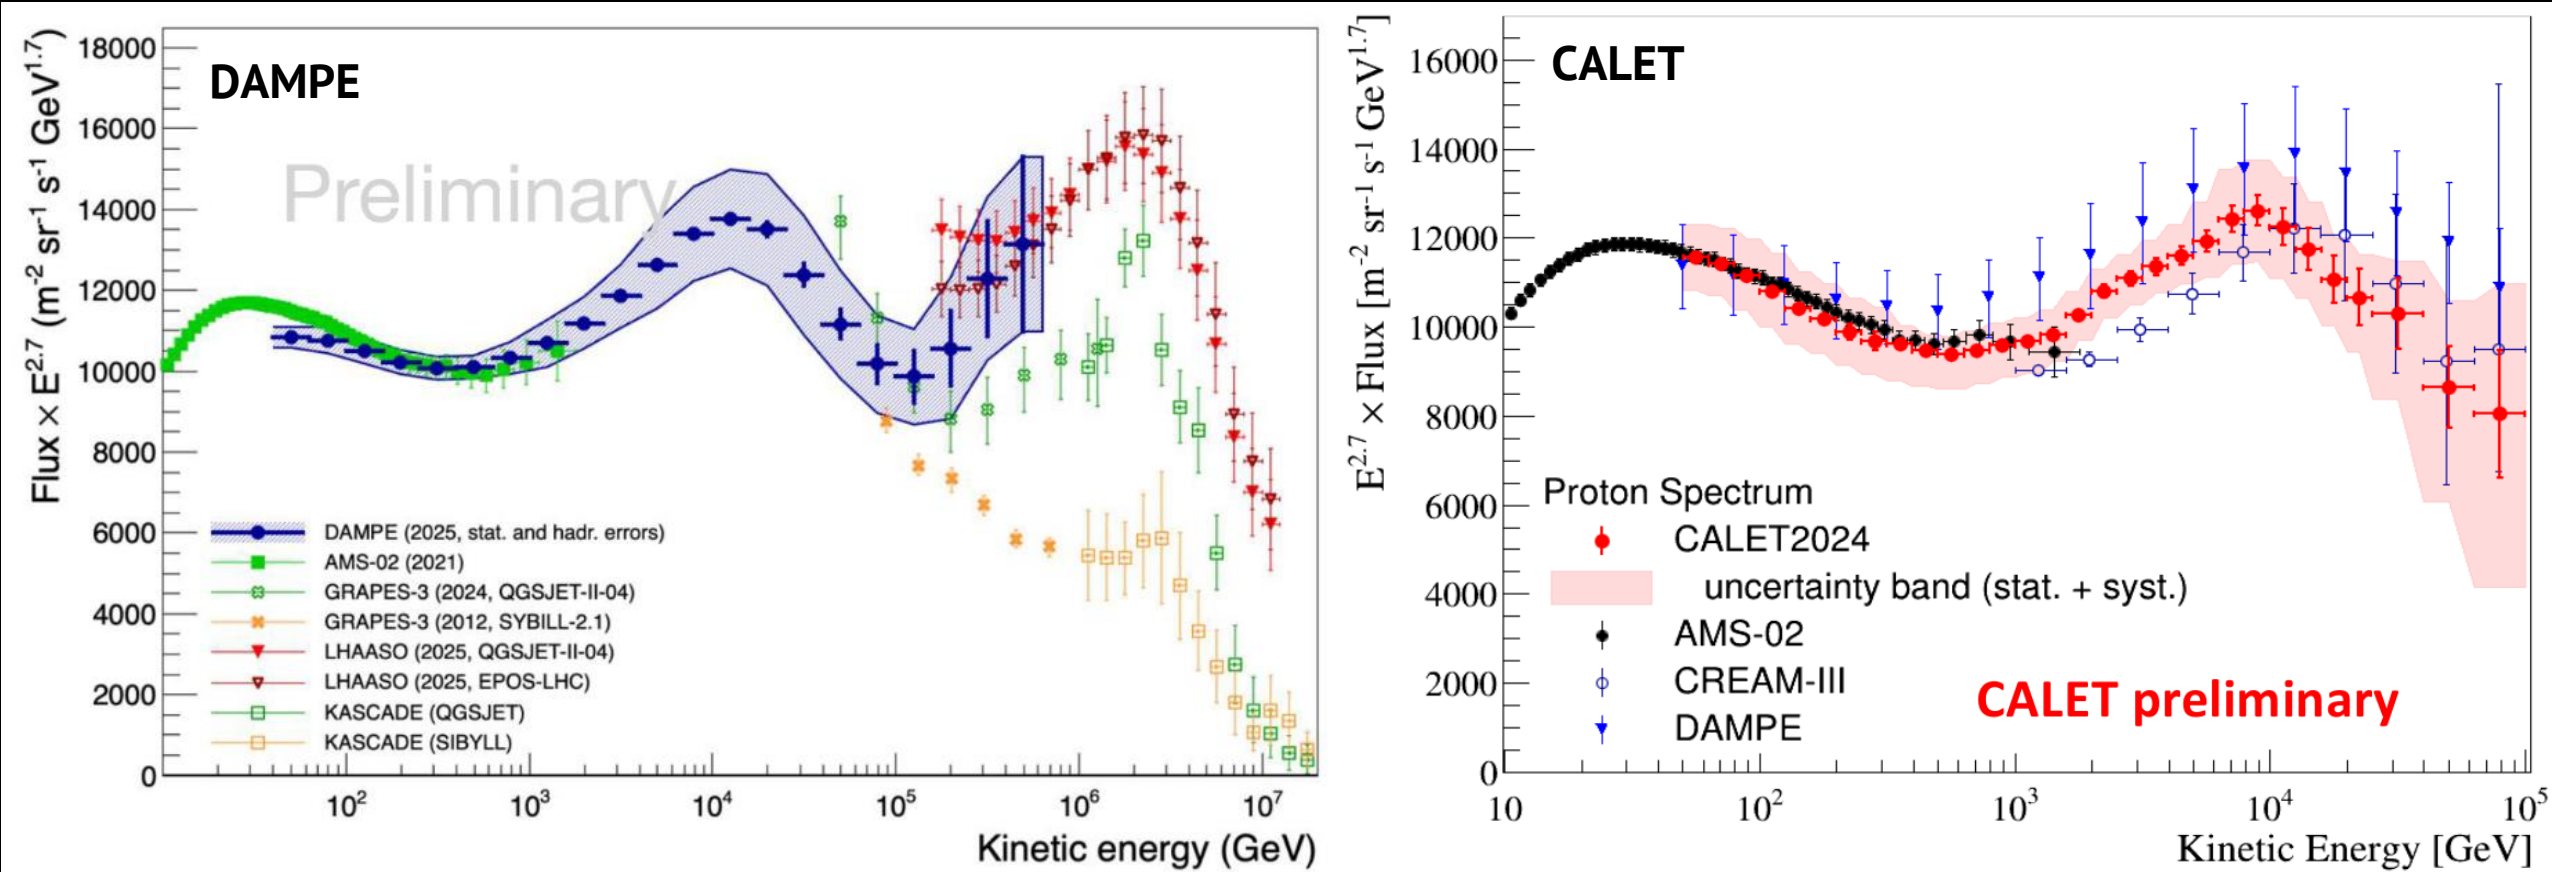 DAMPE
Preliminary
Flux × E^2.7 (m^-2 sr^-1 s^-1 GeV^1.7)
18000
16000
14000
12000
10000
8000
6000
4000
2000
0
DAMPE (2025, stat. and hadr. errors)
AMS-02 (2021)
GRAPES-3 (2024, QGSJET-II-04)
GRAPES-3 (2012, SYBILL-2.1)
LHAASO (2025, QGSJET-II-04)
LHAASO (2025, EPOS-LHC)
KASCADE (QGSJET)
KASCADE (SIBYLL)
10^2 10^3 10^4 10^5 10^6 10^7
Kinetic energy (GeV)
CALET
E^2.7 × Flux [m^-2 sr^-1 s^-1 GeV^1.7]
16000
14000
12000
10000
8000
6000
4000
2000
0
Proton Spectrum
CALET2024
uncertainty band (stat. + syst.)
AMS-02
CREAM-III
DAMPE
CALET preliminary
10 10^2 10^3 10^4 10^5
Kinetic Energy [GeV]